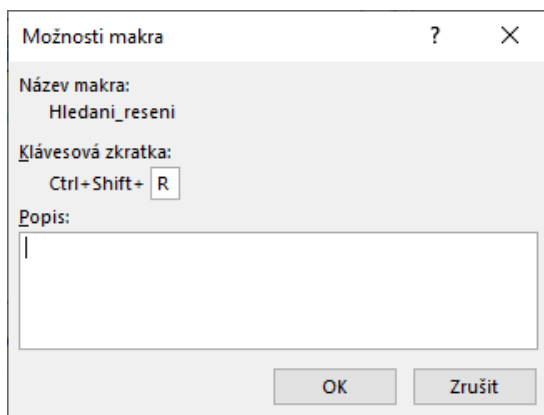 Možnosti makra ? ×
Název makra:
Hledani_reseni
Klávesová zkratka:
Ctrl+Shift+ R
Popis:
OK Zrušit